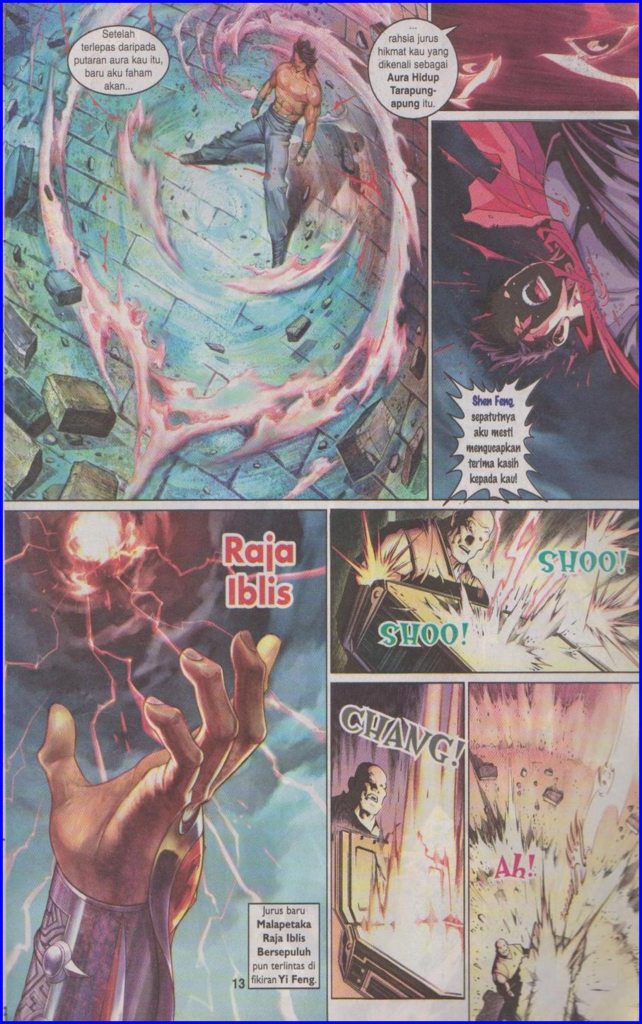 Setelah
terlepas daripada
putaran aura kau itu,
baru aku faham
akan...
...
rahsia jurus
hikmat kau yang
dikenali sebagai
Aura Hidup
Tarapung-
apung itu.
Shen Feng,
sepatutnya
aku mesti
mengucapkan
terima kasih
kepada kau!
Raja
Iblis
Jurus baru
Malapetaka
Raja Iblis
Bersepuluh
pun terlintas di
fikiran Yi Feng.
13
SHOO!
SHOO!
CHANG!
Ah!